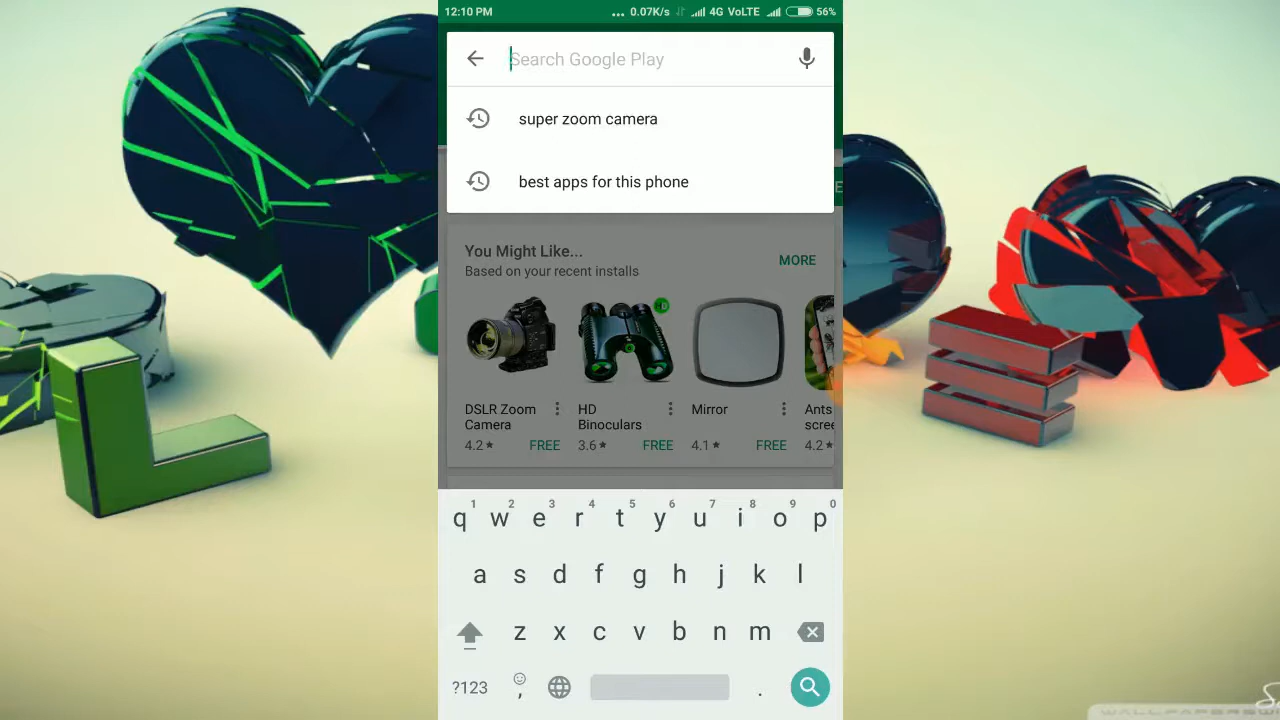 12:10 PM ... 0.07K/s 4G VoLTE 56%
Search Google Play
super zoom camera
best apps for this phone
You Might Like...
MORE
Based on your recent installs
DSLR Zoom Camera
4.2★ FREE
HD Binoculars
3.6★ FREE
Mirror
4.1★ FREE
Ants
4.2★
1 2 3 4 5 6 7 8 9 0
q w e r t y u i o p
a s d f g h j k l
z x c v b n m
?123 , .